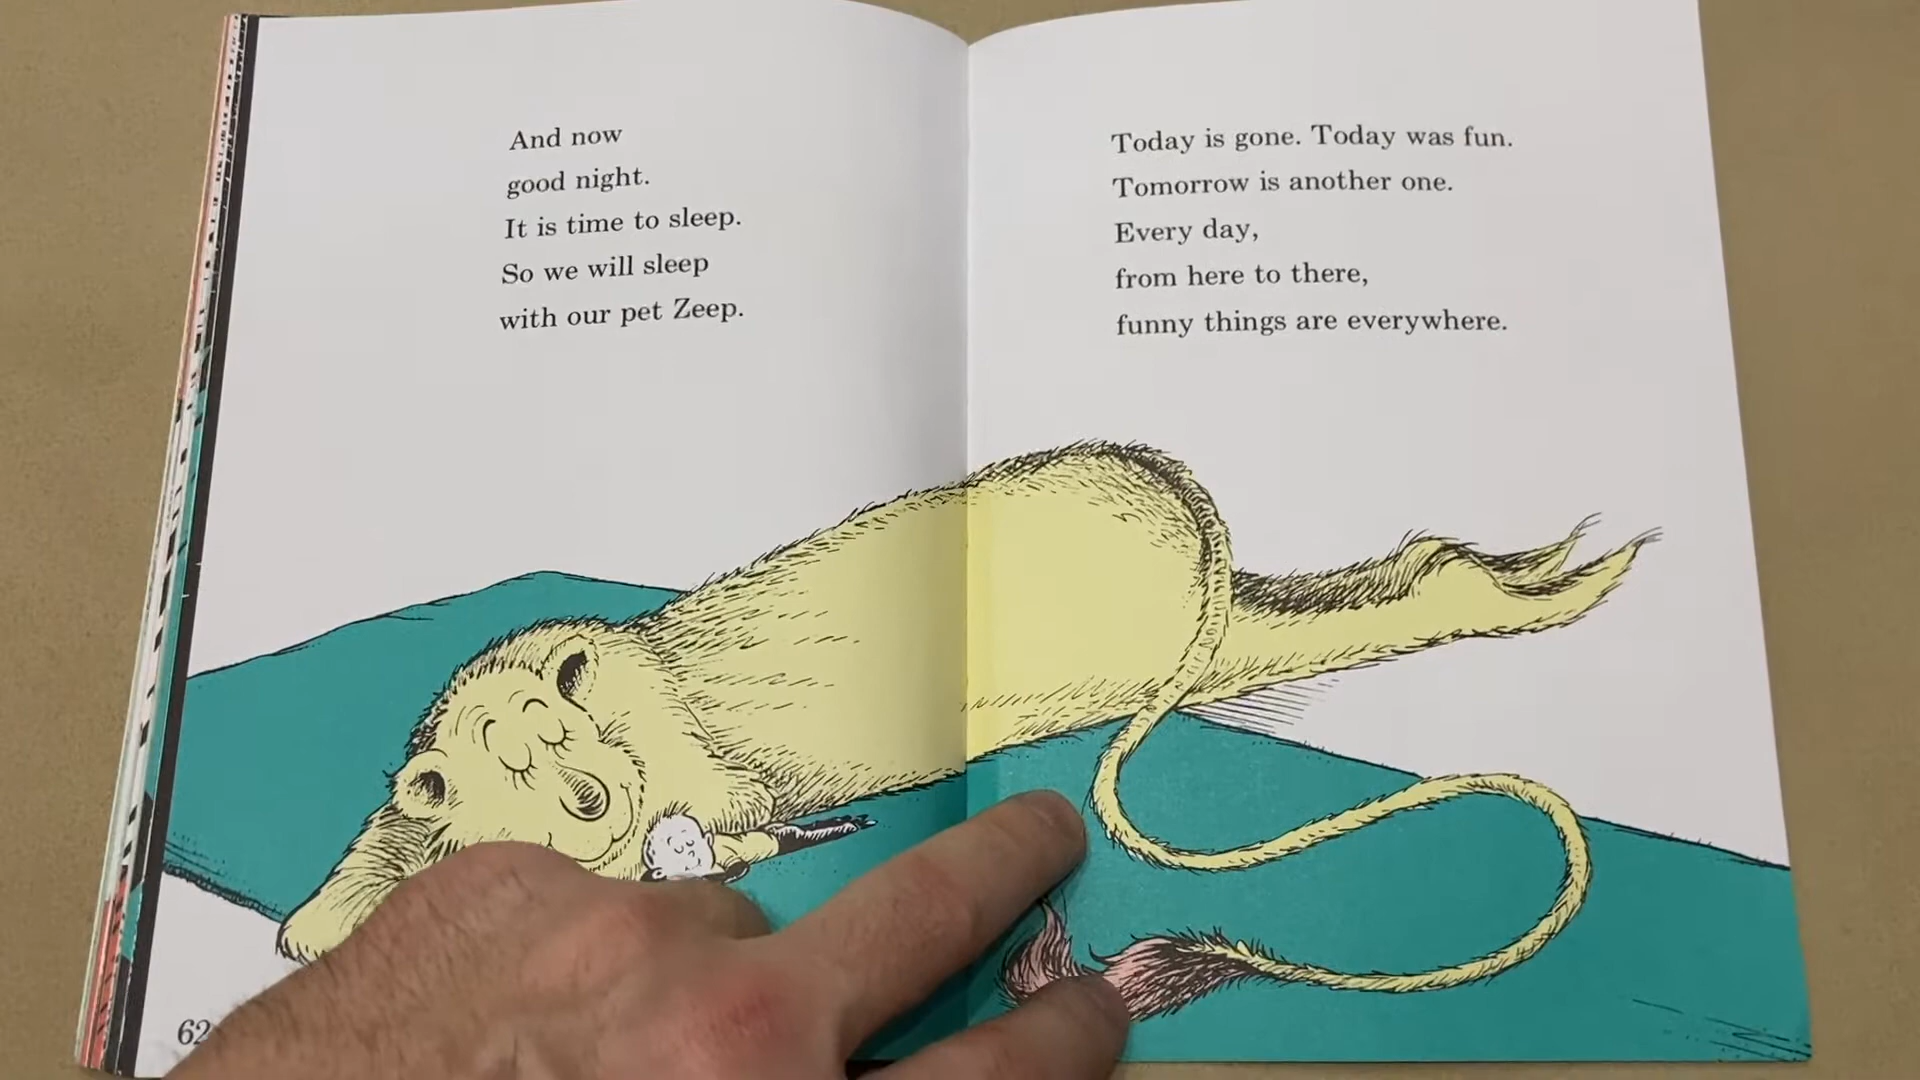 And now
good night.
It is time to sleep.
So we will sleep
with our pet Zeep.
Today is gone. Today was fun.
Tomorrow is another one.
Every day,
from here to there,
funny things are everywhere.
62